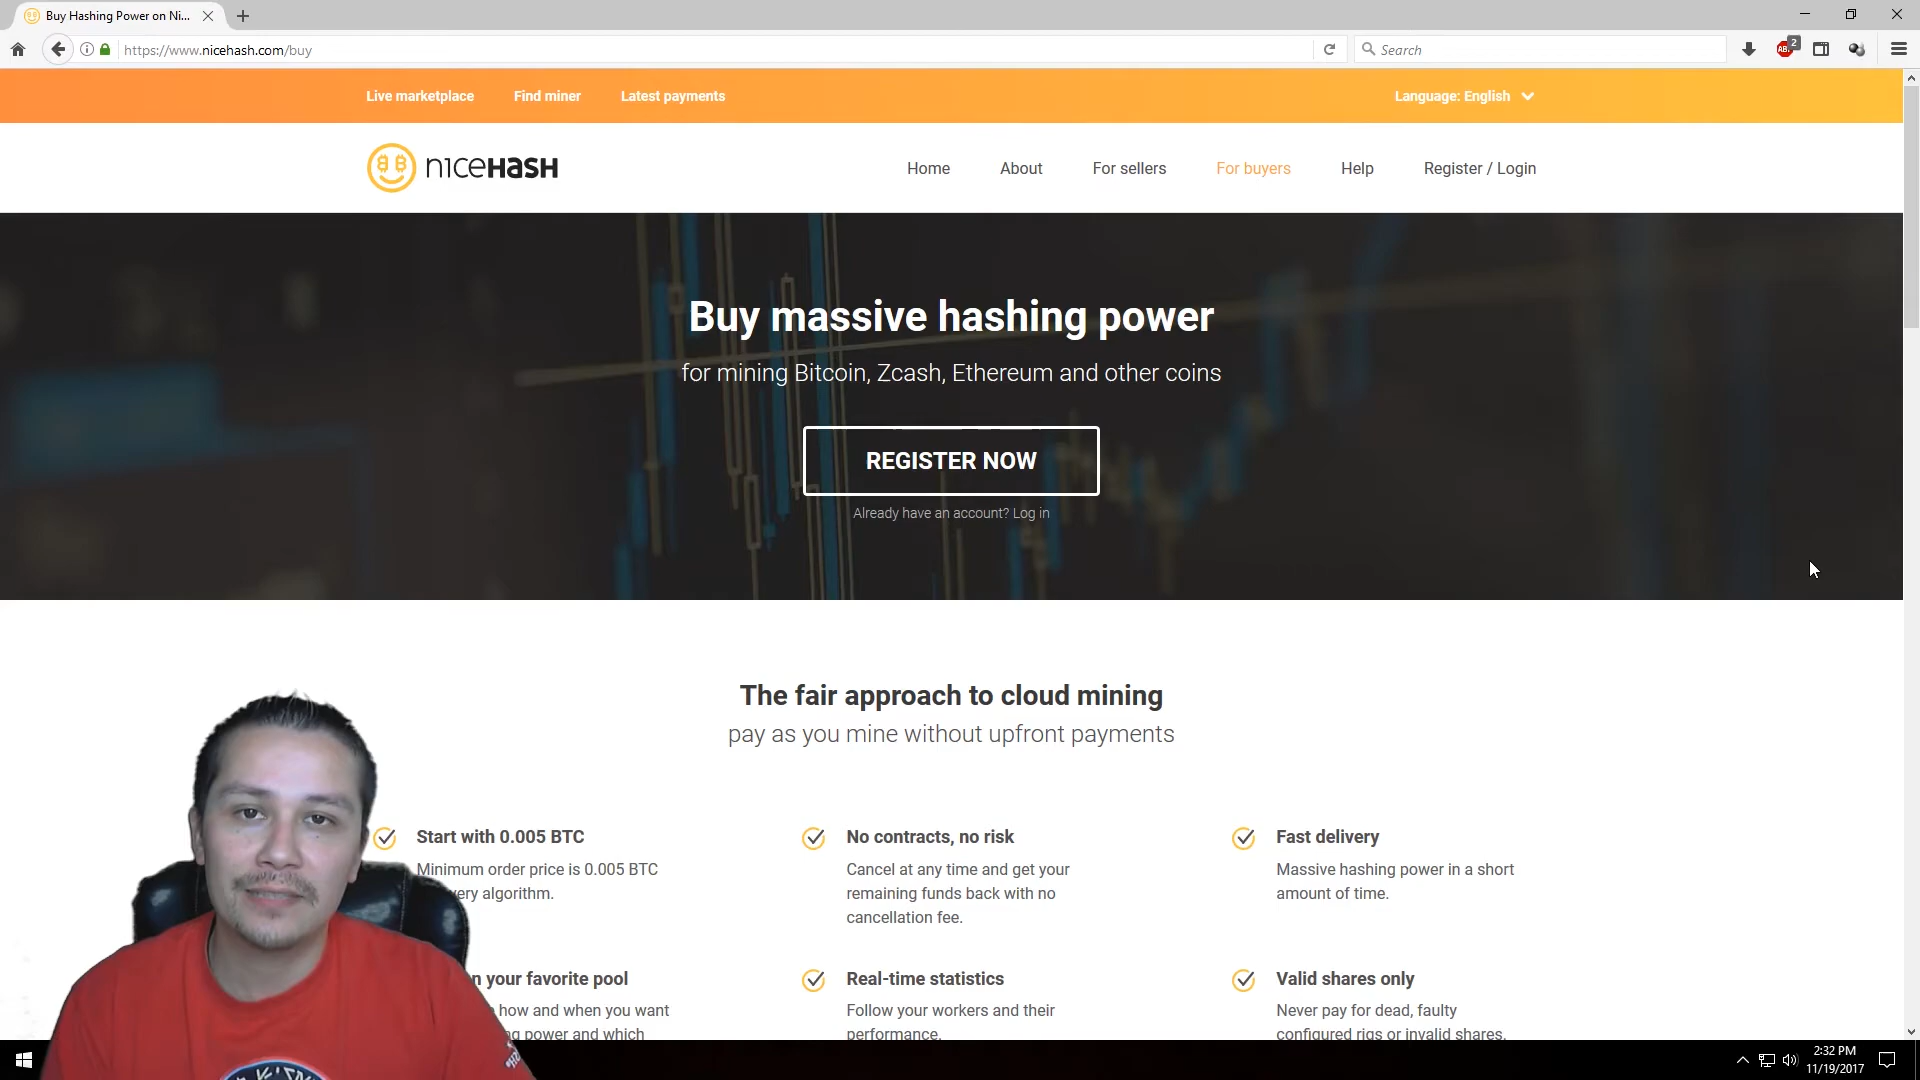 Buy Hashing Power on Ni...
https://www.nicehash.com/buy
Search
2
Live marketplace
Find miner
Latest payments
Language: English
niceHASH
Home
About
For sellers
For buyers
Help
Register / Login
Buy massive hashing power
for mining Bitcoin, Zcash, Ethereum and other coins
REGISTER NOW
Already have an account? Log in
The fair approach to cloud mining
pay as you mine without upfront payments
Start with 0.005 BTC
Minimum order price is 0.005 BTC
algorithm.
No contracts, no risk
Cancel at any time and get your
remaining funds back with no
cancellation fee.
Fast delivery
Massive hashing power in a short
amount of time.
your favorite pool
how and when you want
power and which
Real-time statistics
Follow your workers and their
performance.
Valid shares only
Never pay for dead, faulty
configured rigs or invalid shares.
2:32 PM
11/19/2017